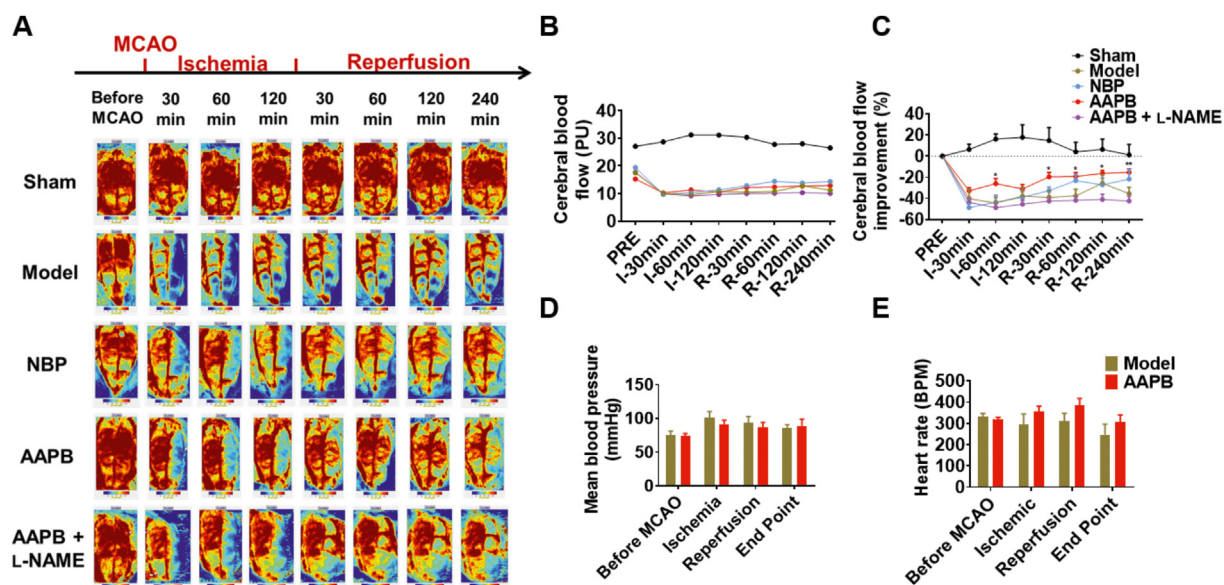 A
MCAO
Ischemia
Reperfusion
Before MCAO
30 min
60 min
120 min
30 min
60 min
120 min
240 min
Sham
Model
NBP
AAPB
AAPB + L-NAME
B
Cerebral blood flow (PU)
50
40
30
20
10
0
PRE
I-30min
I-60min
I-120min
R-30min
R-60min
R-120min
R-240min
C
Sham
Model
NBP
AAPB
AAPB + L-NAME
Cerebral blood flow improvement (%)
40
20
0
-20
-40
-60
*
*
*
*
**
PRE
I-30min
I-60min
I-120min
R-30min
R-60min
R-120min
R-240min
D
Mean blood pressure (mmHg)
150
100
50
0
Before MCAO
Ischemia
Reperfusion
End Point
E
Model
AAPB
Heart rate (BPM)
500
400
300
200
100
0
Before MCAO
Ischemic
Reperfusion
End Point